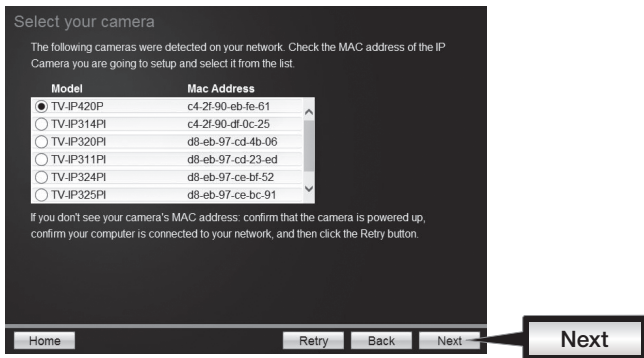 Select your camera
The following cameras were detected on your network. Check the MAC address of the IP
Camera you are going to setup and select it from the list.
Model Mac Address
TV-IP420P c4-2f-90-eb-fe-61
TV-IP314PI c4-2f-90-df-0c-25
TV-IP320PI d8-eb-97-cd-4b-06
TV-IP311PI d8-eb-97-cd-23-ed
TV-IP324PI d8-eb-97-ce-bf-52
TV-IP325PI d8-eb-97-ce-bc-91
If you don't see your camera's MAC address: confirm that the camera is powered up,
confirm your computer is connected to your network, and then click the Retry button.
Home Retry Back Next
Next